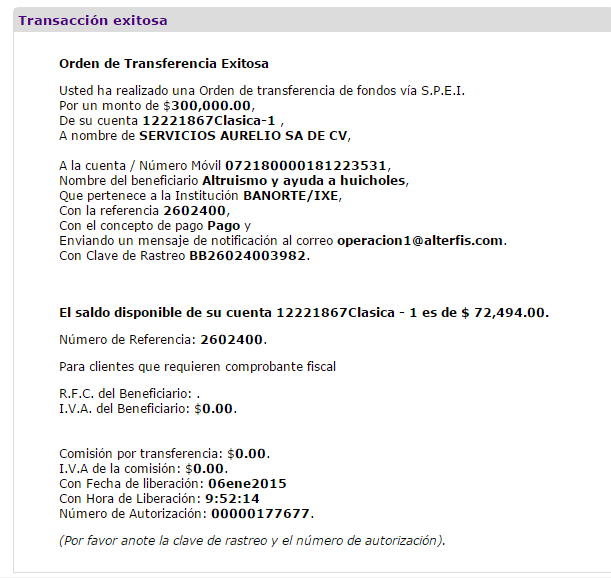 Transacción exitosa
Orden de Transferencia Exitosa
Usted ha realizado una Orden de transferencia de fondos vía S.P.E.I.
Por un monto de $300,000.00,
De su cuenta 12221867Clasica-1 ,
A nombre de SERVICIOS AURELIO SA DE CV,
A la cuenta / Número Móvil 072180000181223531,
Nombre del beneficiario Altruismo y ayuda a huicholes,
Que pertenece a la Institución BANORTE/IXE,
Con la referencia 2602400,
Con el concepto de pago Pago y
Enviando un mensaje de notificación al correo operacion1@alterfis.com.
Con Clave de Rastreo BB26024003982.
El saldo disponible de su cuenta 12221867Clasica - 1 es de $ 72,494.00.
Número de Referencia: 2602400.
Para clientes que requieren comprobante fiscal
R.F.C. del Beneficiario: .
I.V.A. del Beneficiario: $0.00.
Comisión por transferencia: $0.00.
I.V.A de la comisión: $0.00.
Con Fecha de liberación: 06ene2015
Con Hora de Liberación: 9:52:14
Número de Autorización: 00000177677.
(Por favor anote la clave de rastreo y el número de autorización).